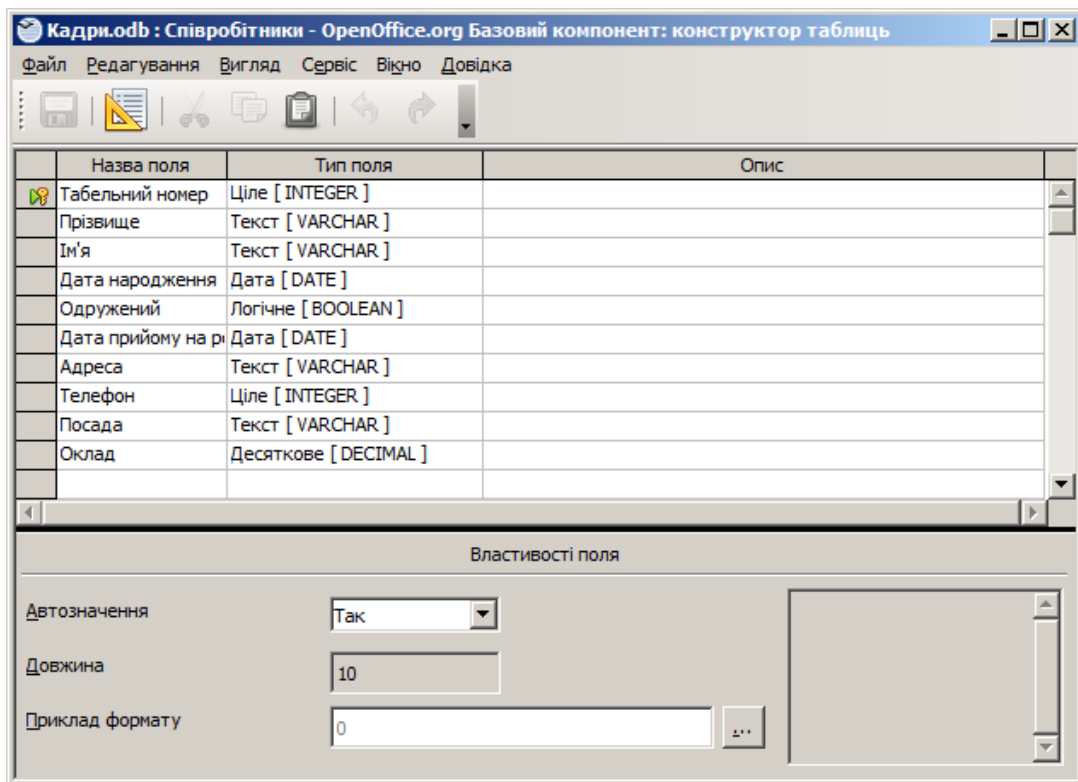 Кадри.odb : Співробітники - OpenOffice.org Базовий компонент: конструктор таблиць
Файл Редагування Вигляд Сервіс Вікно Довідка
Назва поля Тип поля Опис
Табельний номер Ціле [ INTEGER ]
Прізвище Текст [ VARCHAR ]
Ім'я Текст [ VARCHAR ]
Дата народження Дата [ DATE ]
Одружений Логічне [ BOOLEAN ]
Дата прийому на р Дата [ DATE ]
Адреса Текст [ VARCHAR ]
Телефон Ціле [ INTEGER ]
Посада Текст [ VARCHAR ]
Оклад Десяткове [ DECIMAL ]
Властивості поля
Автозначення Так
Довжина 10
Приклад формату 0 ...